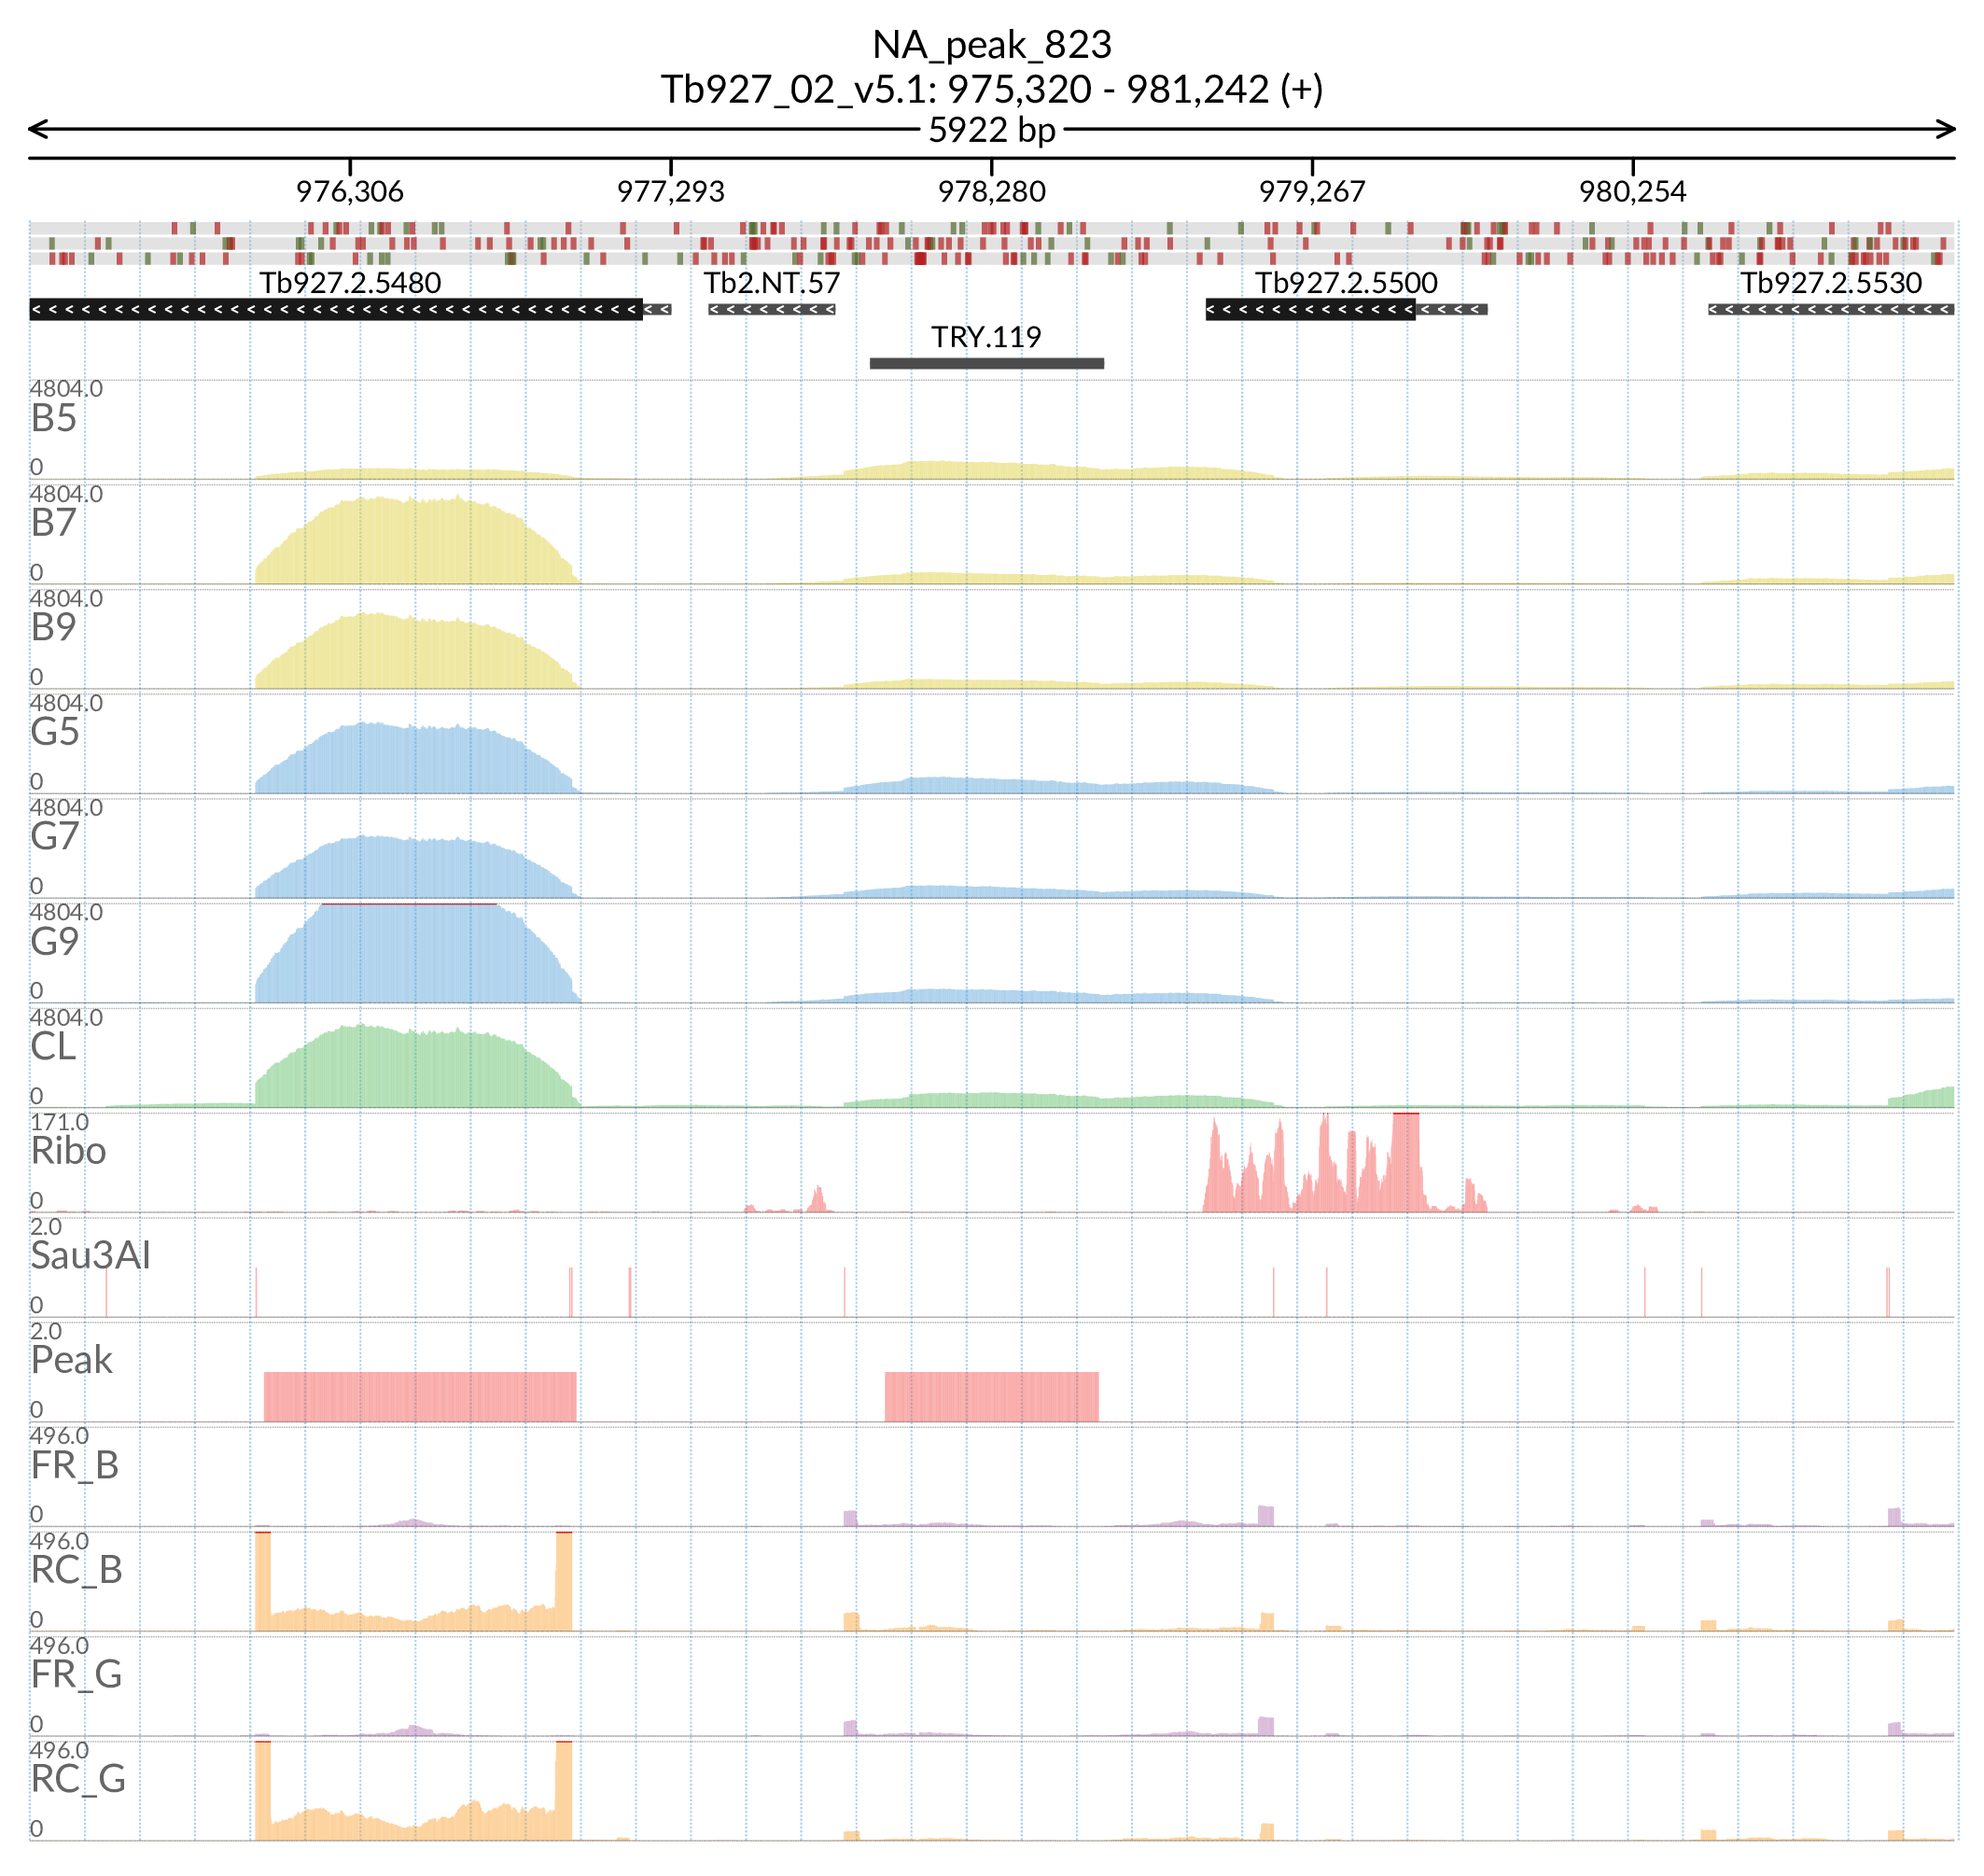 NA_peak_823
Tb927_02_v5.1: 975,320 - 981,242 (+)
5922 bp
976,306 977,293 978,280 979,267 980,254
Tb927.2.5480 Tb2.NT.57 Tb927.2.5500 Tb927.2.5530
TRY.119
4804.0
B5
0
4804.0
B7
0
4804.0
B9
0
4804.0
G5
0
4804.0
G7
0
4804.0
G9
0
4804.0
CL
0
171.0
Ribo
0
2.0
Sau3AI
0
2.0
Peak
0
496.0
FR_B
0
496.0
RC_B
0
496.0
FR_G
0
496.0
RC_G
0